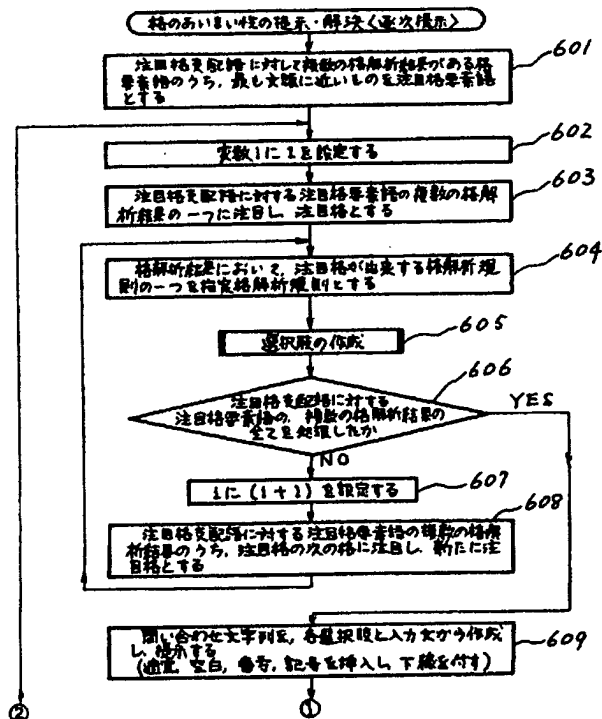 格のあいまい性の提示・解決〈逐次提示〉
注目格支配語に対して複数の格解析結果がある格
要素語のうち,最も文頭に近いものを注目格要素語
とする
601
変数iに1を設定する
602
注目格支配語に対する注目格要素語の複数の格解
析結果の一つに注目し,注目格とする
603
格解析結果において,注目格が由来する格解析規
則の一つを指定格解析規則とする
604
選択肢の作成
605
注目格支配語に対する
注目格要素語の,複数の格解析結果の
全てを処理したか
606
YES
NO
iに(i+1)を設定する
607
注目格支配語に対する注目格要素語の複数の格解
析結果のうち,注目格の次の格に注目し,新たに注
目格とする
608
問い合わせ文字列を,各選択肢と入力文から作成
し,提示する
(適宜,空白,番号,記号を挿入し,下線を付す)
609
②
①